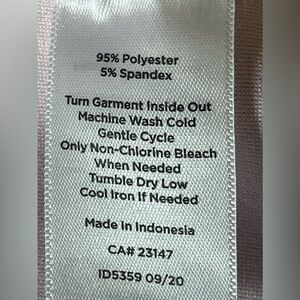 95% Polyester
5% Spandex
Turn Garment Inside Out
Machine Wash Cold
Gentle Cycle
Only Non-Chlorine Bleach
When Needed
Tumble Dry Low
Cool Iron If Needed
Made in Indonesia
CA# 23147
ID5359 09/20